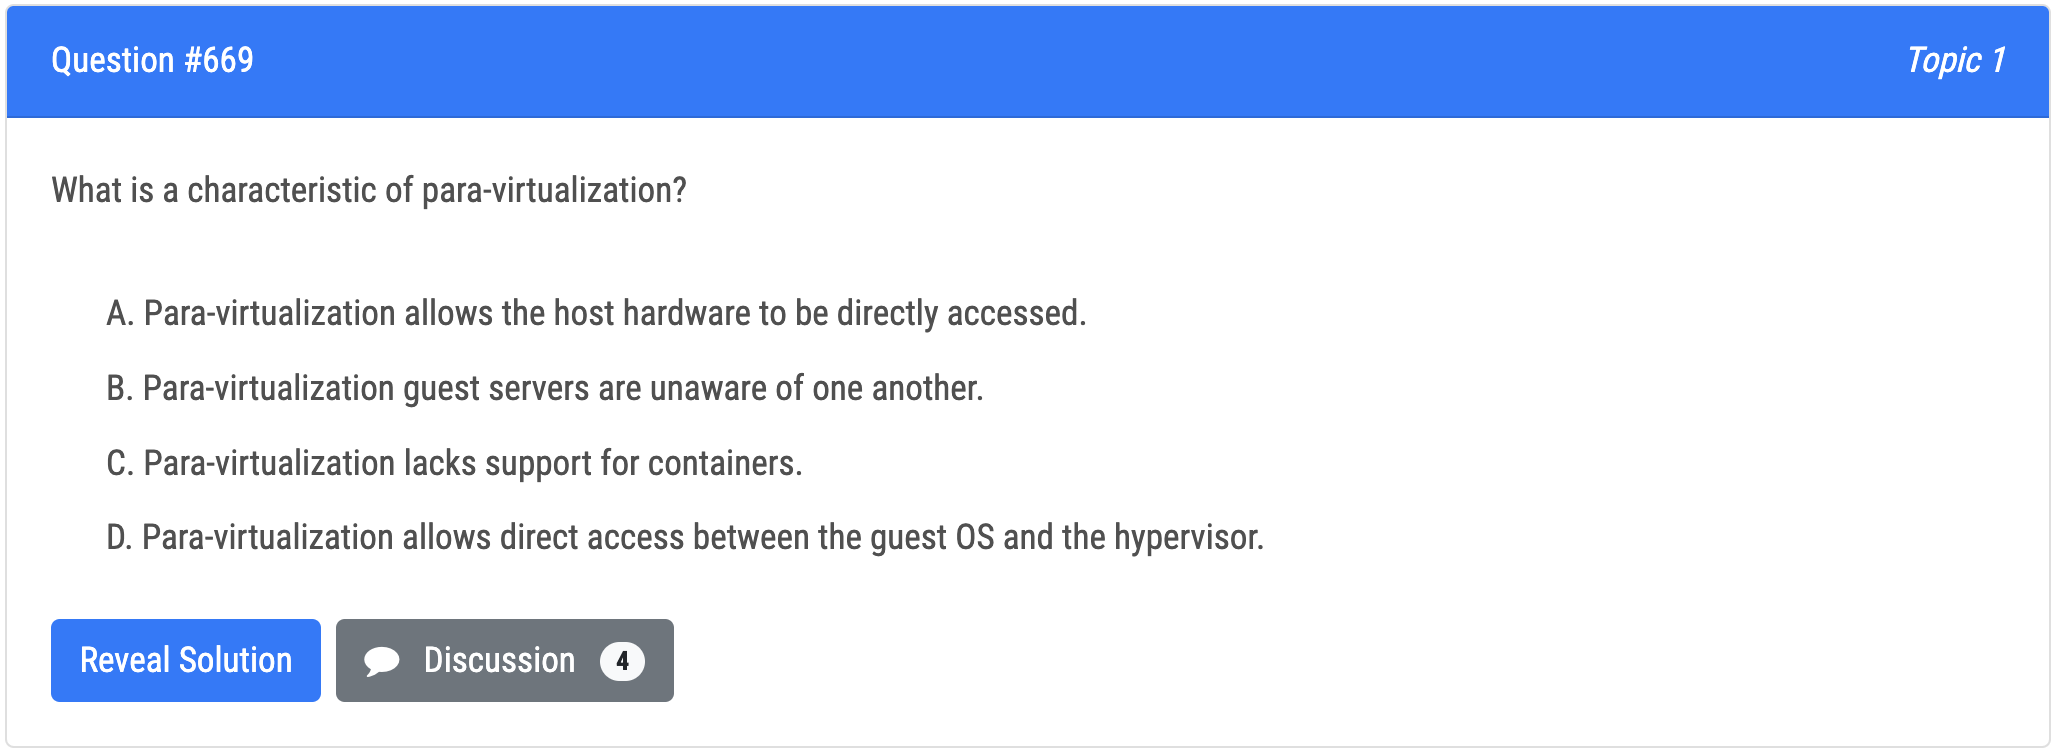 Question #669
Topic 1
What is a characteristic of para-virtualization?
A. Para-virtualization allows the host hardware to be directly accessed.
B. Para-virtualization guest servers are unaware of one another.
C. Para-virtualization lacks support for containers.
D. Para-virtualization allows direct access between the guest OS and the hypervisor.
Reveal Solution
Discussion 4